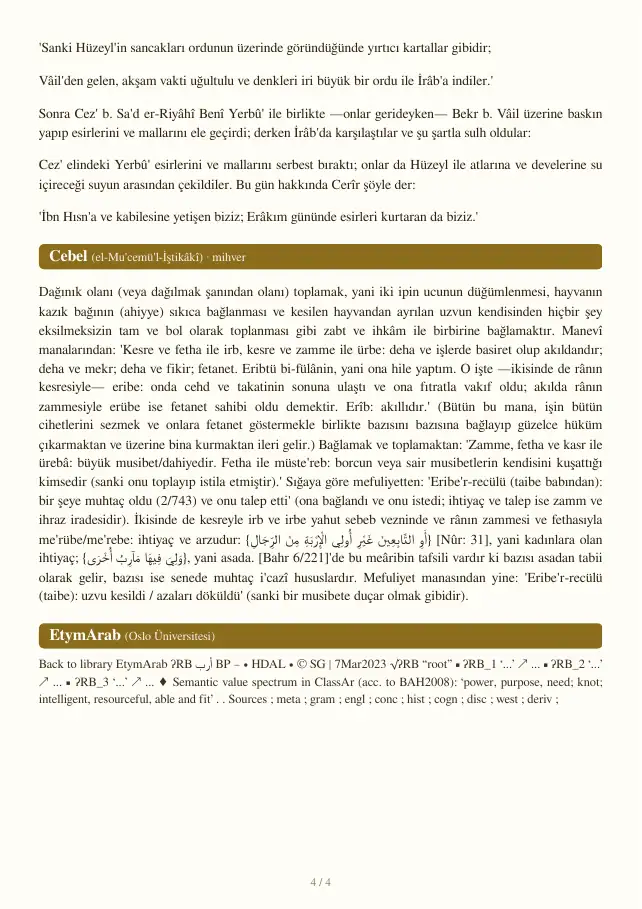 'Sanki Hüzeyl'in sancakları ordunun üzerinde göründüğünde yırtıcı kartallar gibidir;
Vâil'den gelen, akşam vakti uğultulu ve denkleri iri büyük bir ordu ile İrâb'a indiler.'
Sonra Cez' b. Sa'd er-Riyâhî Benî Yerbû' ile birlikte —onlar gerideyken— Bekr b. Vâil üzerine baskın
yapıp esirlerini ve mallarını ele geçirdi; derken İrâb'da karşılaştılar ve şu şartla sulh oldular:
Cez' elindeki Yerbû' esirlerini ve mallarını serbest bıraktı; onlar da Hüzeyl ile atlarına ve develerine su
içireceği suyun arasından çekildiler. Bu gün hakkında Cerîr şöyle der:
'İbn Hısn'a ve kabilesine yetişen biziz; Erâkım gününde esirleri kurtaran da biziz.'
Cebel (el-Mu'cemü'l-İştikâkî) · mihver
Dağınık olanı (veya dağılmak şanından olanı) toplamak, yani iki ipin ucunun düğümlenmesi, hayvanın
kazık bağının (ahiyye) sıkıca bağlanması ve kesilen hayvandan ayrılan uzvun kendisinden hiçbir şey
eksilmeksizin tam ve bol olarak toplanması gibi zabt ve ihkâm ile birbirine bağlamaktır. Manevî
manalarından: 'Kesre ve fetha ile irb, kesre ve zamme ile ürbe: deha ve işlerde basiret olup akıldandır;
deha ve mekr; deha ve fikir; fetanet. Eribtü bi-fülânin, yani ona hile yaptım. O işte —ikisinde de rânın
kesresiyle— eribe: onda cehd ve takatinin sonuna ulaştı ve ona fıtratla vakıf oldu; akılda rânın
zammesiyle erübe ise fetanet sahibi oldu demektir. Erîb: akıllıdır.' (Bütün bu mana, işin bütün
cihetlerini sezmek ve onlara fetanet göstermekle birlikte bazısını bazısına bağlayıp güzelce hüküm
çıkarmaktan ve üzerine bina kurmaktan ileri gelir.) Bağlamak ve toplamaktan: 'Zamme, fetha ve kasr ile
ürebâ: büyük musibet/dahiyedir. Fetha ile müste'reb: borcun veya sair musibetlerin kendisini kuşattığı
kimsedir (sanki onu toplayıp istila etmiştir).' Sığaya göre mefuliyetten: 'Eribe'r-recülü (taibe babından):
bir şeye muhtaç oldu (2/743) ve onu talep etti' (ona bağlandı ve onu istedi; ihtiyaç ve talep ise zamm ve
ihraz iradesidir). İkisinde de kesreyle irb ve irbe yahut sebeb vezninde ve rânın zammesi ve fethasıyla
me'rübe/me'rebe: ihtiyaç ve arzudur: {أَوِ التَّابِعِينَ غَيْرِ أُولِي الْإِرْبَةِ مِنَ الرِّجَالِ} [Nûr: 31], yani kadınlara olan
ihtiyaç; {وَلِيَ فِيهَا مَآرِبُ أُخْرَى}, yani asada. [Bahr 6/221]'de bu meâribin tafsili vardır ki bazısı asadan tabii
olarak gelir, bazısı ise senede muhtaç i'cazî hususlardır. Mefuliyet manasından yine: 'Eribe'r-recülü
(taibe): uzvu kesildi / azaları döküldü' (sanki bir musibete duçar olmak gibidir).
EtymArab (Oslo Üniversitesi)
Back to library EtymArab ʔRB أرب BP – • HDAL • © SG | 7Mar2023 √ʔRB “root” ▪ ʔRB_1 ‘...’ ↗ ... ▪ ʔRB_2 ‘...’
↗ ... ▪ ʔRB_3 ‘...’ ↗ ... ♦ Semantic value spectrum in ClassAr (acc. to BAH2008): ‘power, purpose, need; knot;
intelligent, resourceful, able and fit’ . . Sources ; meta ; gram ; engl ; conc ; hist ; cogn ; disc ; west ; deriv ;
4 / 4